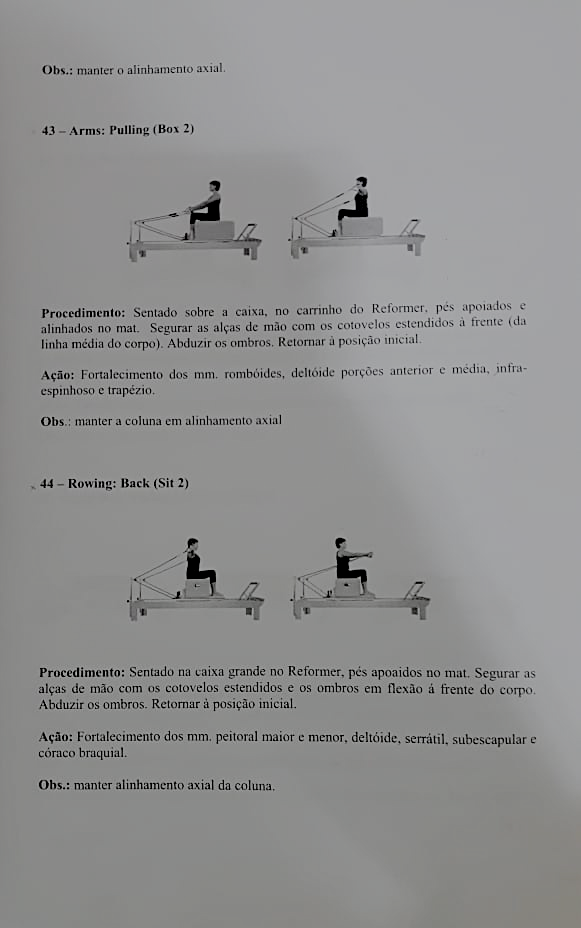 Obs.: manter o alinhamento axial.
43 – Arms: Pulling (Box 2)
Procedimento: Sentado sobre a caixa, no carrinho do Reformer, pés apoiados e
alinhados no mat. Segurar as alças de mão com os cotovelos estendidos à frente (da
linha média do corpo). Abduzir os ombros. Retornar à posição inicial.
Ação: Fortalecimento dos mm. rombóides, deltóide porções anterior e média, infra-
espinhoso e trapézio.
Obs.: manter a coluna em alinhamento axial
44 – Rowing: Back (Sit 2)
Procedimento: Sentado na caixa grande no Reformer, pés apoaidos no mat. Segurar as
alças de mão com os cotovelos estendidos e os ombros em flexão á frente do corpo.
Abduzir os ombros. Retornar à posição inicial.
Ação: Fortalecimento dos mm. peitoral maior e menor, deltóide, serrátil, subescapular e
córaco braquial.
Obs.: manter alinhamento axial da coluna.